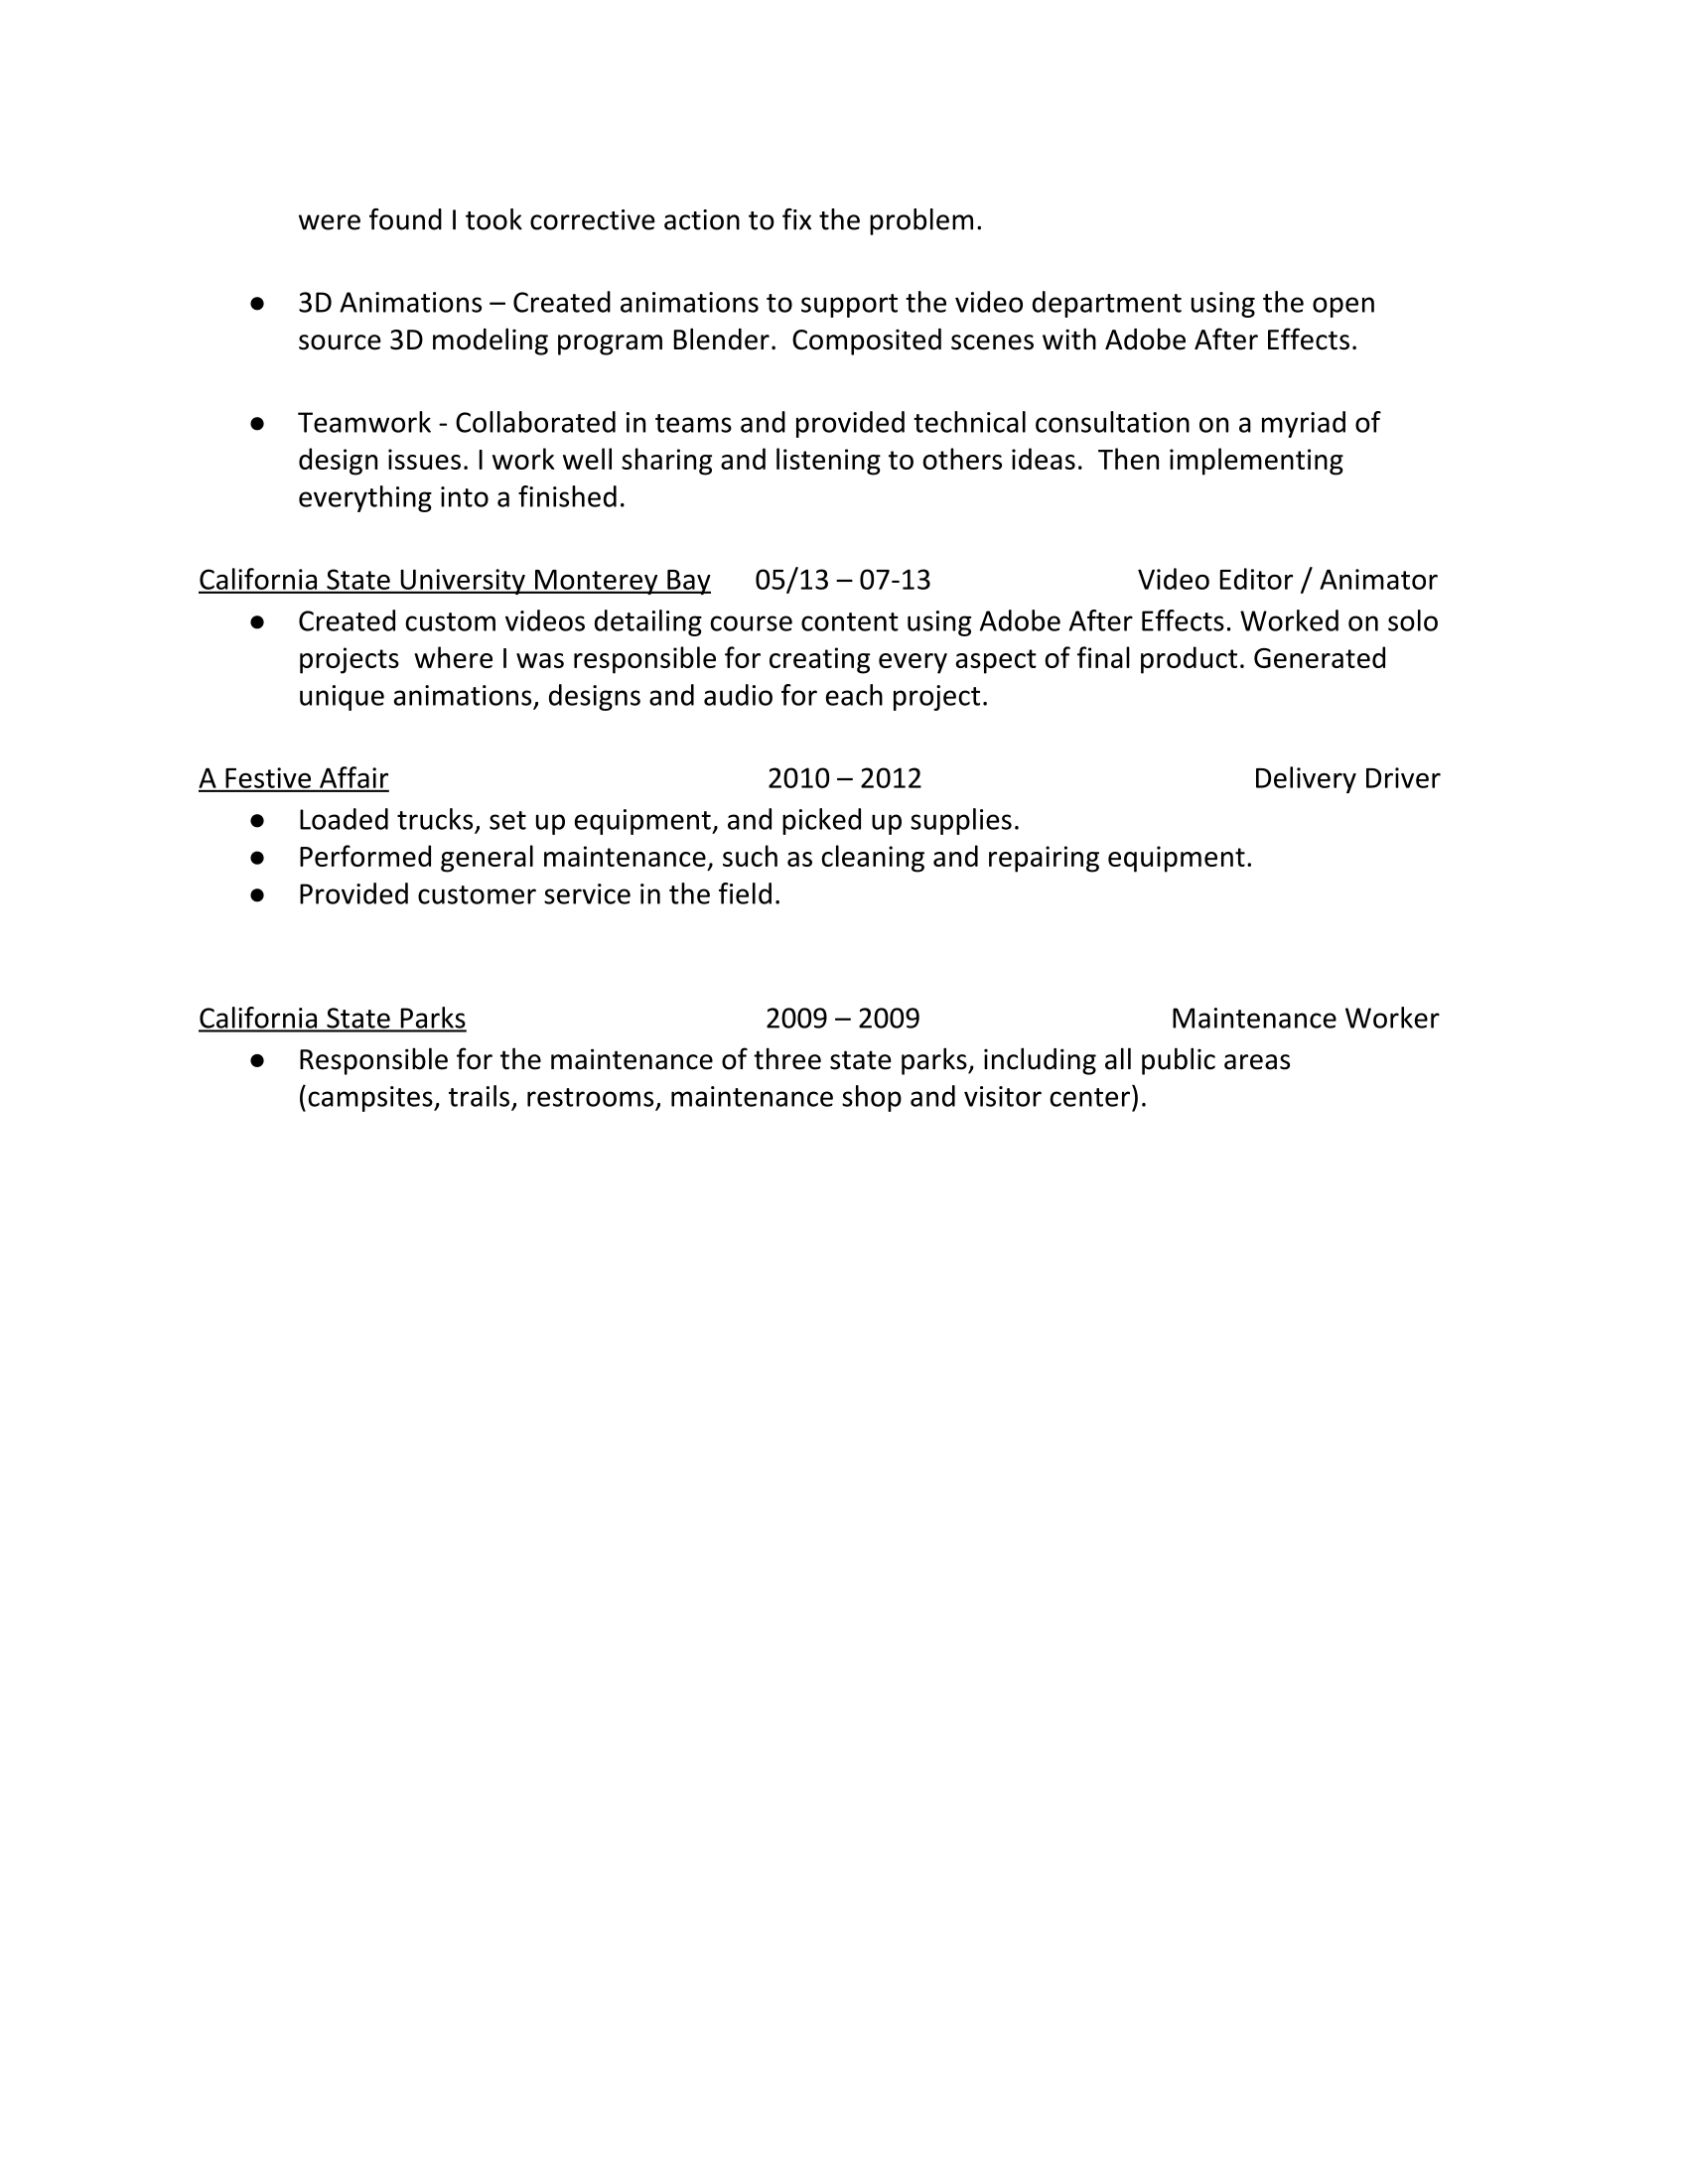 were found I took corrective action to fix the problem.
● 3D Animations – Created animations to support the video department using the open
source 3D modeling program Blender.  Composited scenes with Adobe After Effects.
● Teamwork - Collaborated in teams and provided technical consultation on a myriad of
design issues. I work well sharing and listening to others ideas.  Then implementing
everything into a finished.
California State University Monterey Bay 05/13 – 07-13 Video Editor / Animator
● Created custom videos detailing course content using Adobe After Effects. Worked on solo
projects  where I was responsible for creating every aspect of final product. Generated
unique animations, designs and audio for each project.
A Festive Affair 2010 – 2012 Delivery Driver
● Loaded trucks, set up equipment, and picked up supplies.
● Performed general maintenance, such as cleaning and repairing equipment.
● Provided customer service in the field.
California State Parks 2009 – 2009 Maintenance Worker
● Responsible for the maintenance of three state parks, including all public areas
(campsites, trails, restrooms, maintenance shop and visitor center).